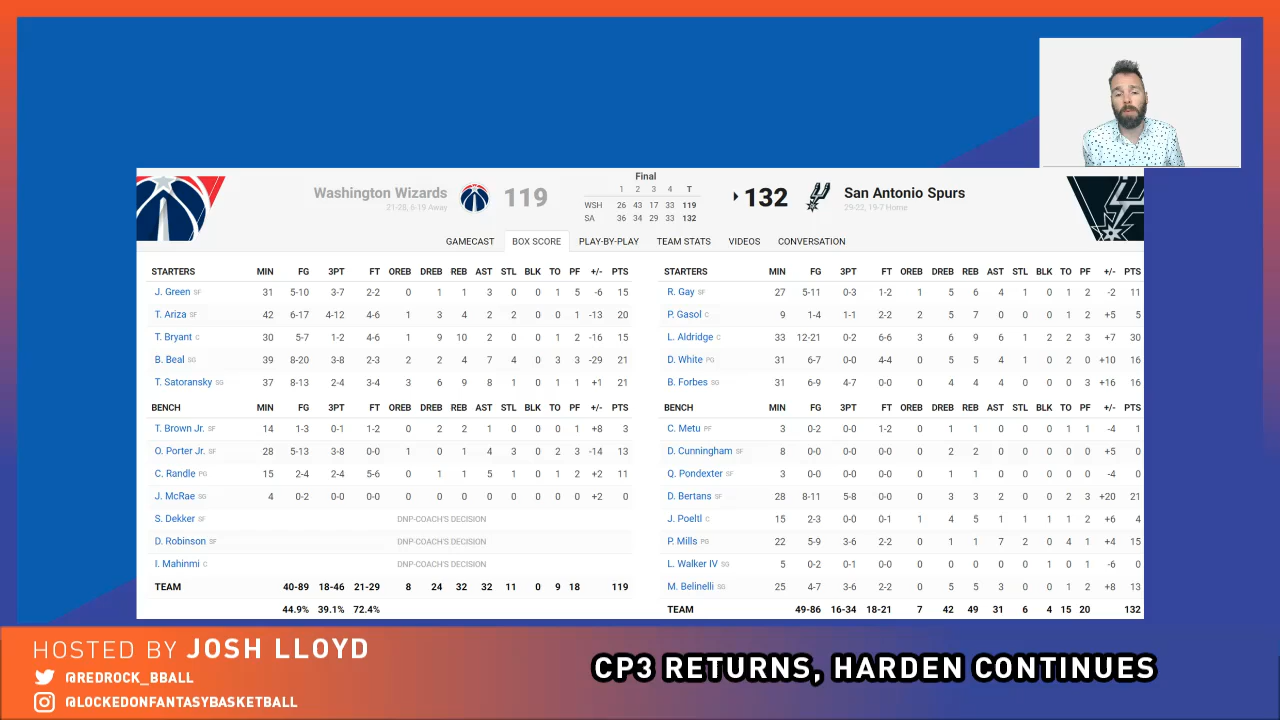 Final
Washington Wizards 119 1 2 3 4 T 132 San Antonio Spurs
21-28, 6-19 Away WSH 26 43 17 33 119 29-22, 19-7 Home
SA 36 34 29 33 132
GAMECAST BOX SCORE PLAY-BY-PLAY TEAM STATS VIDEOS CONVERSATION
STARTERS MIN FG 3PT FT OREB DREB REB AST STL BLK TO PF +/- PTS
J. Green SF 31 5-10 3-7 2-2 0 1 1 3 0 0 1 5 -6 15
T. Ariza SF 42 6-17 4-12 4-6 1 3 4 2 2 0 0 1 -13 20
T. Bryant C 30 5-7 1-2 4-6 1 9 10 2 0 0 1 2 -16 15
B. Beal SG 39 8-20 3-8 2-3 2 2 4 7 4 0 3 3 -29 21
T. Satoransky SG 37 8-13 2-4 3-4 3 6 9 8 1 0 1 1 +1 21
BENCH MIN FG 3PT FT OREB DREB REB AST STL BLK TO PF +/- PTS
T. Brown Jr. SF 14 1-3 0-1 1-2 0 2 2 1 0 0 0 1 +8 3
O. Porter Jr. SF 28 5-13 3-8 0-0 1 0 1 4 3 0 2 3 -14 13
C. Randle PG 15 2-4 2-4 5-6 0 1 1 5 1 0 1 2 +2 11
J. McRae SG 4 0-2 0-0 0-0 0 0 0 0 0 0 0 0 +2 0
S. Dekker SF DNP-COACH'S DECISION
D. Robinson SF DNP-COACH'S DECISION
I. Mahinmi C DNP-COACH'S DECISION
TEAM 40-89 18-46 21-29 8 24 32 32 11 0 9 18 119
44.9% 39.1% 72.4%
STARTERS MIN FG 3PT FT OREB DREB REB AST STL BLK TO PF +/- PTS
R. Gay SF 27 5-11 0-3 1-2 1 5 6 4 1 0 1 2 -2 11
P. Gasol C 9 1-4 1-1 2-2 2 5 7 0 0 0 1 2 +5 5
L. Aldridge C 33 12-21 0-2 6-6 3 6 9 6 1 2 2 3 +7 30
D. White PG 31 6-7 0-0 4-4 0 5 5 4 1 0 2 0 +10 16
B. Forbes SG 31 6-9 4-7 0-0 0 4 4 4 0 0 0 3 +16 16
BENCH MIN FG 3PT FT OREB DREB REB AST STL BLK TO PF +/- PTS
C. Metu PF 3 0-2 0-0 1-2 0 1 1 0 0 0 1 1 -4 1
D. Cunningham SF 8 0-0 0-0 0-0 0 2 2 0 0 0 0 0 +5 0
Q. Pondexter SF 3 0-0 0-0 0-0 0 1 1 0 0 0 0 0 -4 0
D. Bertans SF 28 8-11 5-8 0-0 0 3 3 2 0 0 2 3 +20 21
J. Poeltl C 15 2-3 0-0 0-1 1 4 5 1 1 1 1 2 +6 4
P. Mills PG 22 5-9 3-6 2-2 0 1 1 7 2 0 4 1 +4 15
L. Walker IV SG 5 0-2 0-1 0-0 0 0 0 0 0 1 0 1 -6 0
M. Belinelli SG 25 4-7 3-6 2-2 0 5 5 3 0 0 1 2 +8 13
TEAM 49-86 16-34 18-21 7 42 49 31 6 4 15 20 132
HOSTED BY JOSH LLOYD
@REDROCK_BBALL
@LOCKEDONFANTASYBASKETBALL
CP3 RETURNS, HARDEN CONTINUES